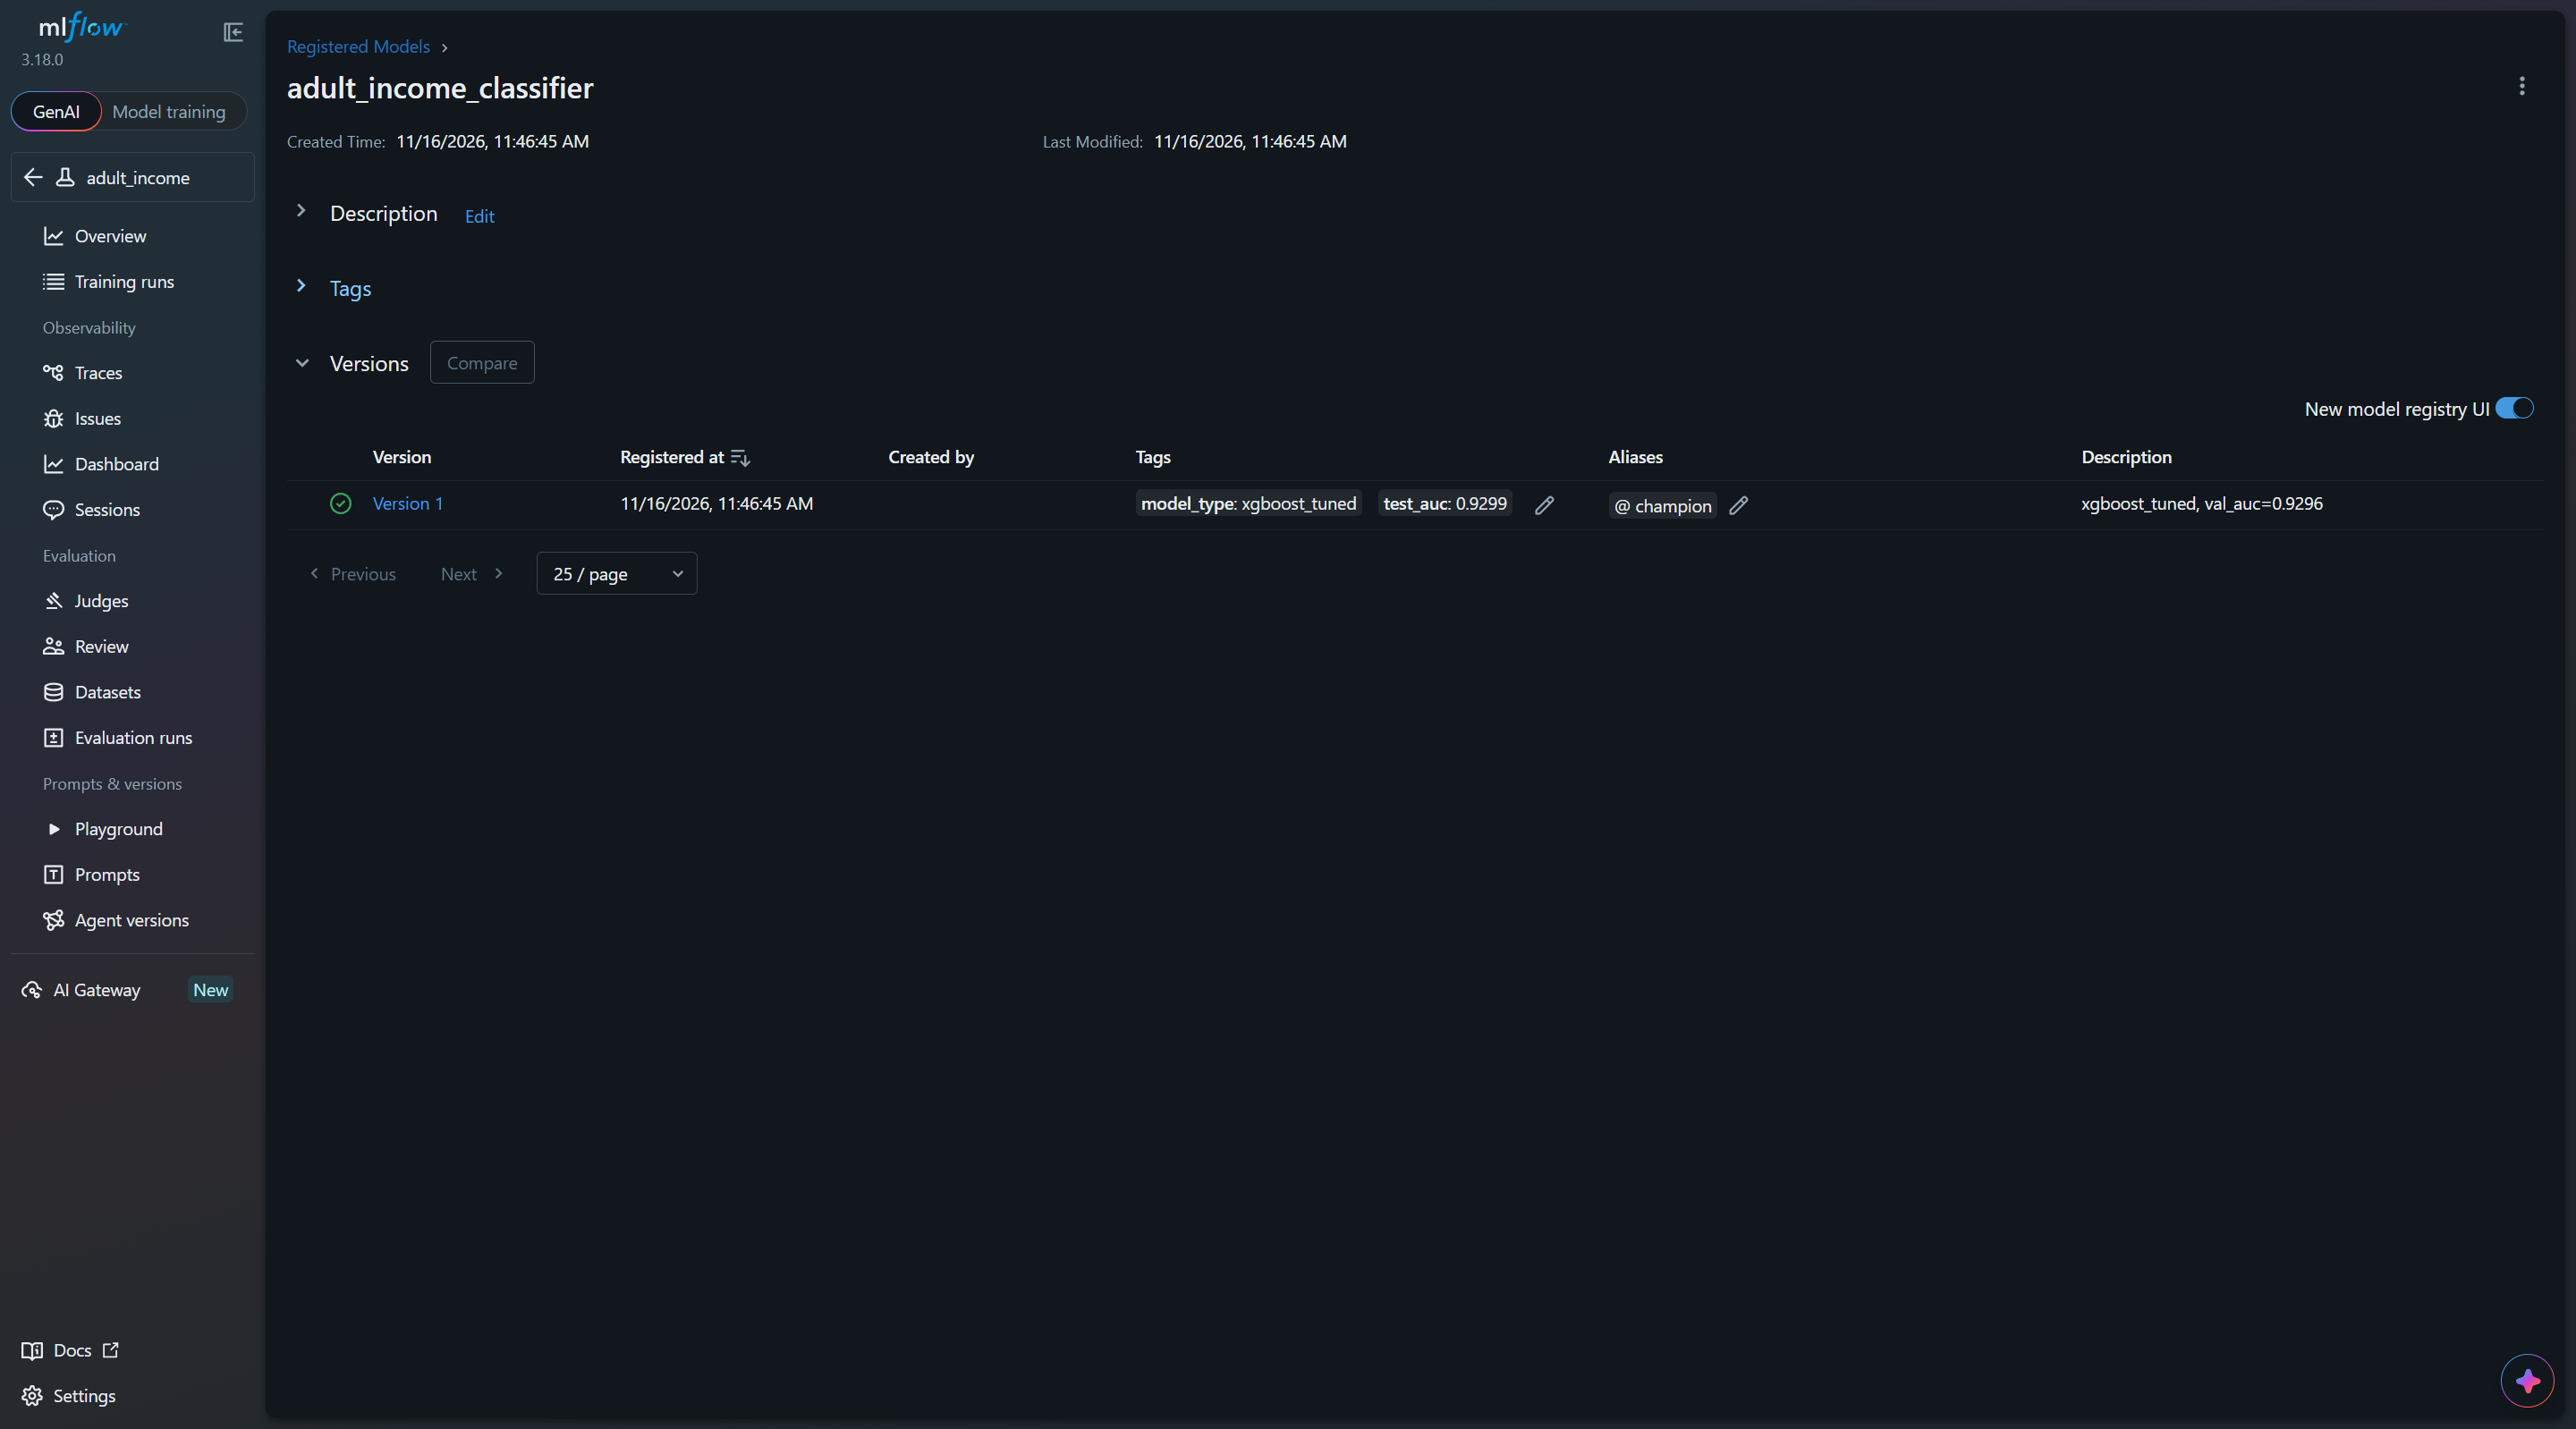 mlflow
3.18.0
GenAI Model training
adult_income
Overview
Training runs
Observability
Traces
Issues
Dashboard
Sessions
Evaluation
Judges
Review
Datasets
Evaluation runs
Prompts & versions
Playground
Prompts
Agent versions
AI Gateway New
Docs
Settings
Registered Models
adult_income_classifier
Created Time: 11/16/2026, 11:46:45 AM Last Modified: 11/16/2026, 11:46:45 AM
Description Edit
Tags
Versions Compare
New model registry UI
Version Registered at Created by Tags Aliases Description
Version 1 11/16/2026, 11:46:45 AM model_type: xgboost_tuned test_auc: 0.9299 @ champion xgboost_tuned, val_auc=0.9296
Previous Next 25 / page